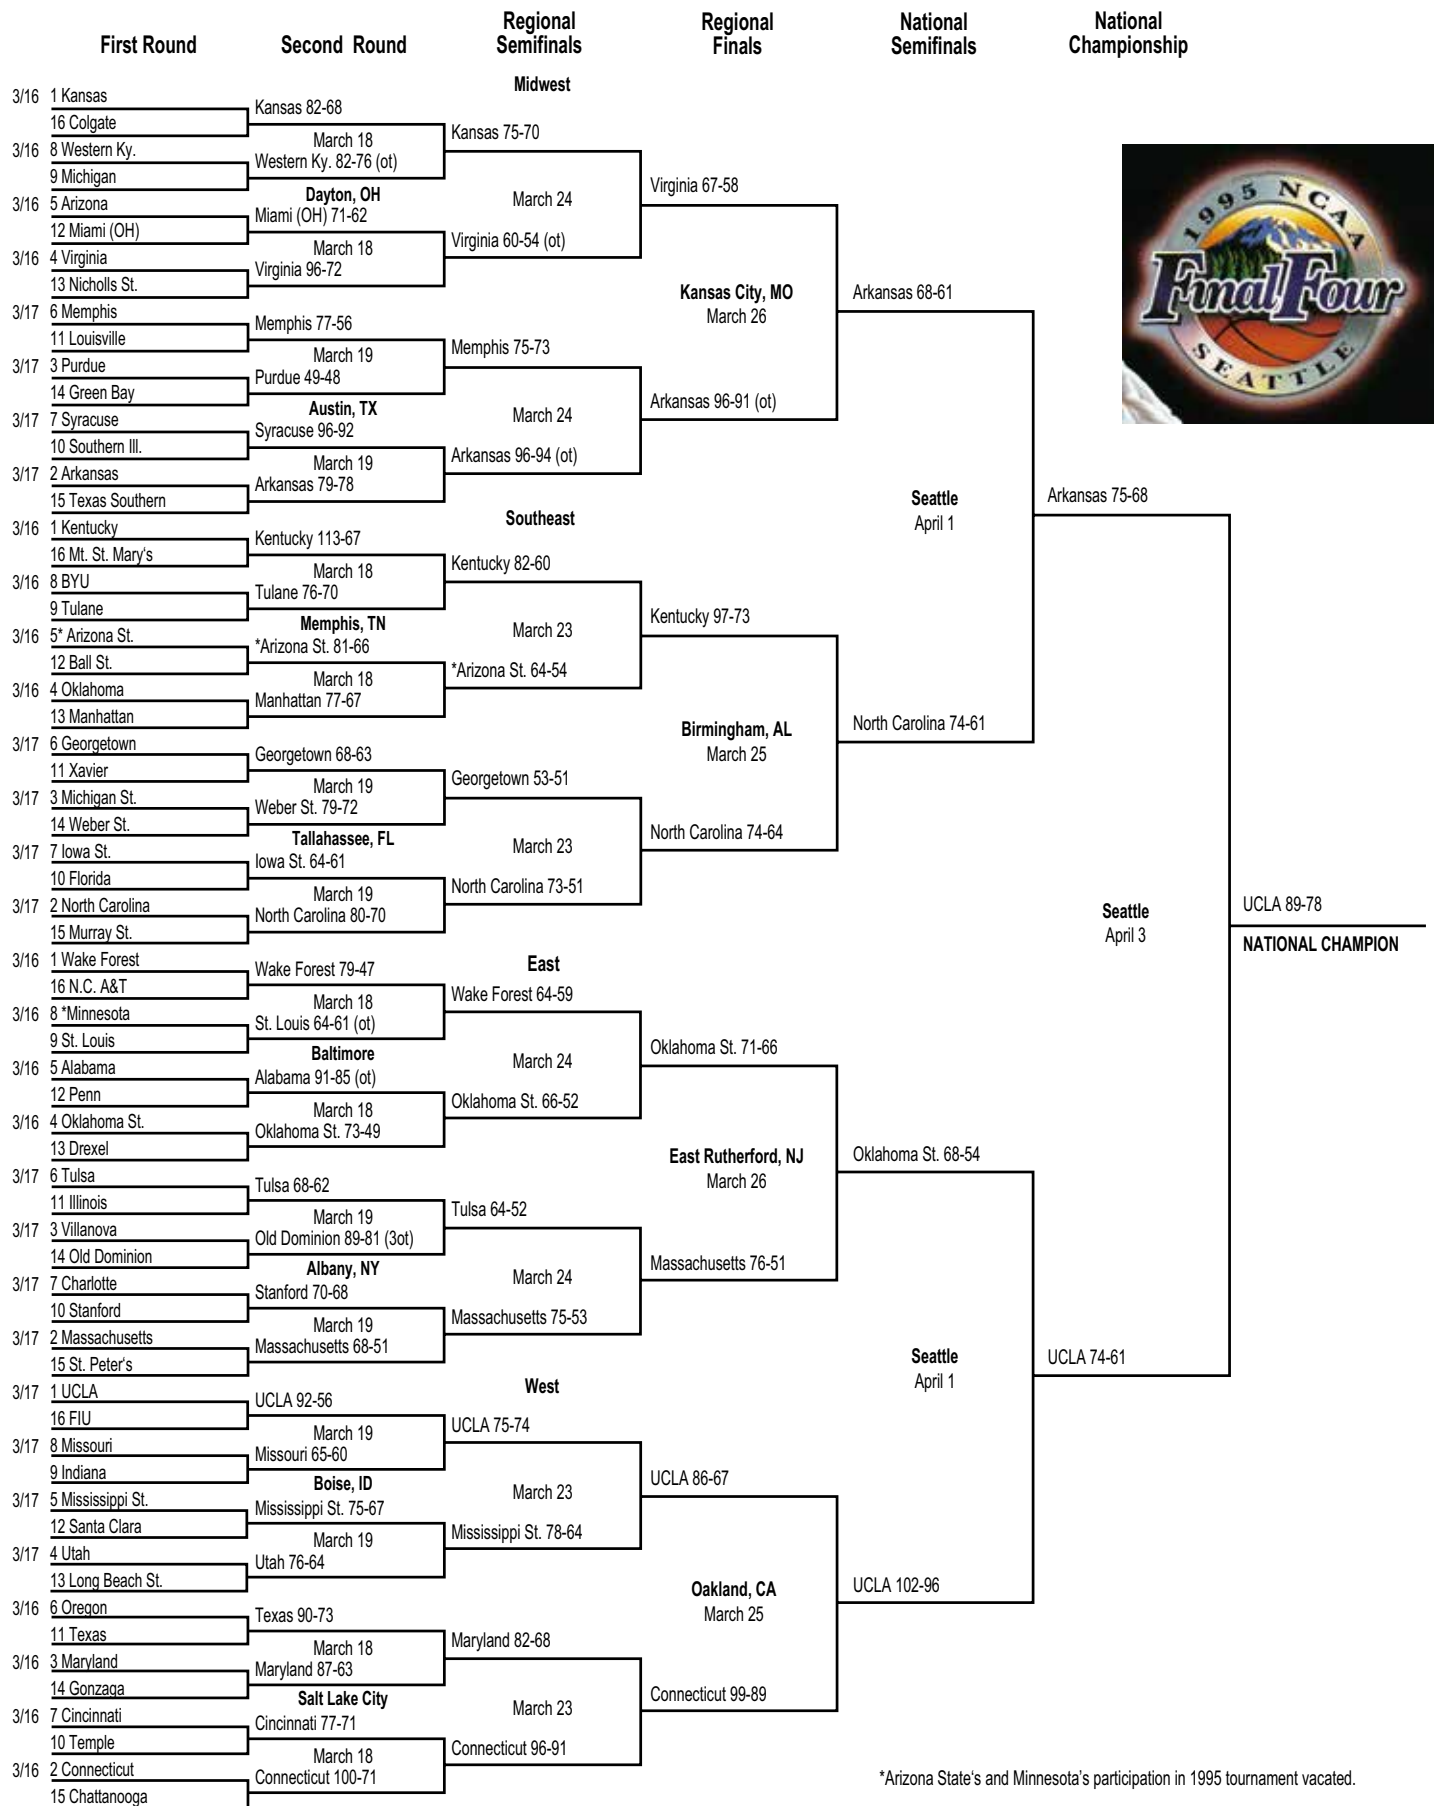 First Round
Second Round
Regional
Semifinals
Regional
Finals
National
Semifinals
National
Championship
Midwest
3/16 1 Kansas
16 Colgate
3/16 8 Western Ky.
9 Michigan
3/16 5 Arizona
12 Miami (OH)
3/16 4 Virginia
13 Nicholls St.
3/17 6 Memphis
11 Louisville
3/17 3 Purdue
14 Green Bay
3/17 7 Syracuse
10 Southern Ill.
3/17 2 Arkansas
15 Texas Southern
Kansas 82-68
March 18
Western Ky. 82-76 (ot)
Dayton, OH
Miami (OH) 71-62
March 18
Virginia 96-72
Memphis 77-56
March 19
Purdue 49-48
Austin, TX
Syracuse 96-92
March 19
Arkansas 79-78
Kansas 75-70
March 24
Virginia 60-54 (ot)
Memphis 75-73
March 24
Arkansas 96-94 (ot)
Virginia 67-58
Kansas City, MO
March 26
Arkansas 96-91 (ot)
Arkansas 68-61
Southeast
3/16 1 Kentucky
16 Mt. St. Mary's
3/16 8 BYU
9 Tulane
3/16 5* Arizona St.
12 Ball St.
3/16 4 Oklahoma
13 Manhattan
3/17 6 Georgetown
11 Xavier
3/17 3 Michigan St.
14 Weber St.
3/17 7 Iowa St.
10 Florida
3/17 2 North Carolina
15 Murray St.
Kentucky 113-67
March 18
Tulane 76-70
Memphis, TN
*Arizona St. 81-66
March 18
Manhattan 77-67
Georgetown 68-63
March 19
Weber St. 79-72
Tallahassee, FL
Iowa St. 64-61
March 19
North Carolina 80-70
Kentucky 82-60
March 23
*Arizona St. 64-54
Georgetown 53-51
March 23
North Carolina 73-51
Kentucky 97-73
Birmingham, AL
March 25
North Carolina 74-64
North Carolina 74-61
East
3/16 1 Wake Forest
16 N.C. A&T
3/16 8 *Minnesota
9 St. Louis
3/16 5 Alabama
12 Penn
3/16 4 Oklahoma St.
13 Drexel
3/17 6 Tulsa
11 Illinois
3/17 3 Villanova
14 Old Dominion
3/17 7 Charlotte
10 Stanford
3/17 2 Massachusetts
15 St. Peter's
Wake Forest 79-47
March 18
St. Louis 64-61 (ot)
Baltimore
Alabama 91-85 (ot)
March 18
Oklahoma St. 73-49
Tulsa 68-62
March 19
Old Dominion 89-81 (3ot)
Albany, NY
Stanford 70-68
March 19
Massachusetts 68-51
Wake Forest 64-59
March 24
Oklahoma St. 66-52
Tulsa 64-52
March 24
Massachusetts 75-53
Oklahoma St. 71-66
East Rutherford, NJ
March 26
Massachusetts 76-51
Oklahoma St. 68-54
West
3/17 1 UCLA
16 FIU
3/17 8 Missouri
9 Indiana
3/17 5 Mississippi St.
12 Santa Clara
3/17 4 Utah
13 Long Beach St.
3/16 6 Oregon
11 Texas
3/16 3 Maryland
14 Gonzaga
3/16 7 Cincinnati
10 Temple
3/16 2 Connecticut
15 Chattanooga
UCLA 92-56
March 19
Missouri 65-60
Boise, ID
Mississippi St. 75-67
March 19
Utah 76-64
Texas 90-73
March 18
Maryland 87-63
Salt Lake City
Cincinnati 77-71
March 18
Connecticut 100-71
UCLA 75-74
March 23
Mississippi St. 78-64
Maryland 82-68
March 23
Connecticut 96-91
UCLA 86-67
Oakland, CA
March 25
Connecticut 99-89
UCLA 102-96
Seattle
April 1
Arkansas 75-68
Seattle
April 1
UCLA 74-61
Seattle
April 3
UCLA 89-78
NATIONAL CHAMPION
1995 NCAA
Final Four
SEATTLE
*Arizona State's and Minnesota's participation in 1995 tournament vacated.